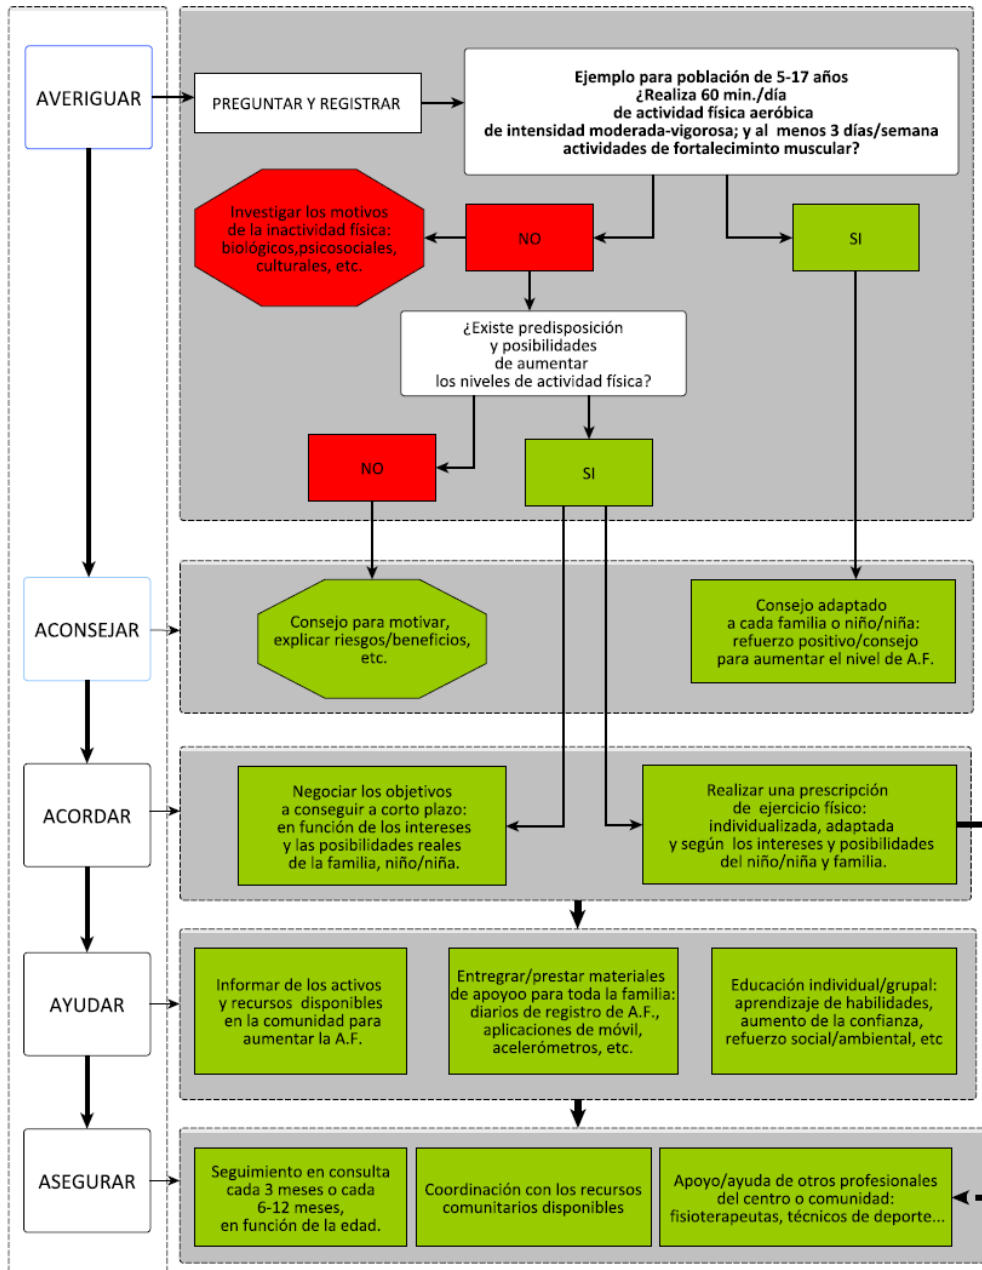 AVERIGUAR
PREGUNTAR Y REGISTRAR
Ejemplo para población de 5-17 años
¿Realiza 60 min./día
de actividad física aeróbica
de intensidad moderada-vigorosa; y al menos 3 días/semana
actividades de fortaleciminto muscular?
Investigar los motivos
de la inactividad física:
biológicos,psicosociales,
culturales, etc.
NO
SI
¿Existe predisposición
y posibilidades
de aumentar
los niveles de actividad física?
NO
SI
ACONSEJAR
Consejo para motivar,
explicar riesgos/beneficios,
etc.
Consejo adaptado
a cada familia o niño/niña:
refuerzo positivo/consejo
para aumentar el nivel de A.F.
ACORDAR
Negociar los objetivos
a conseguir a corto plazo:
en función de los intereses
y las posibilidades reales
de la familia, niño/niña.
Realizar una prescripción
de ejercicio físico:
individualizada, adaptada
y según los intereses y posibilidades
del niño/niña y familia.
AYUDAR
Informar de los activos
y recursos disponibles
en la comunidad para
aumentar la A.F.
Entregrar/prestar materiales
de apoyoo para toda la familia:
diarios de registro de A.F.,
aplicaciones de móvil,
acelerómetros, etc.
Educación individual/grupal:
aprendizaje de habilidades,
aumento de la confianza,
refuerzo social/ambiental, etc
ASEGURAR
Seguimiento en consulta
cada 3 meses o cada
6-12 meses,
en función de la edad.
Coordinación con los recursos
comunitarios disponibles
Apoyo/ayuda de otros profesionales
del centro o comunidad:
fisioterapeutas, técnicos de deporte...